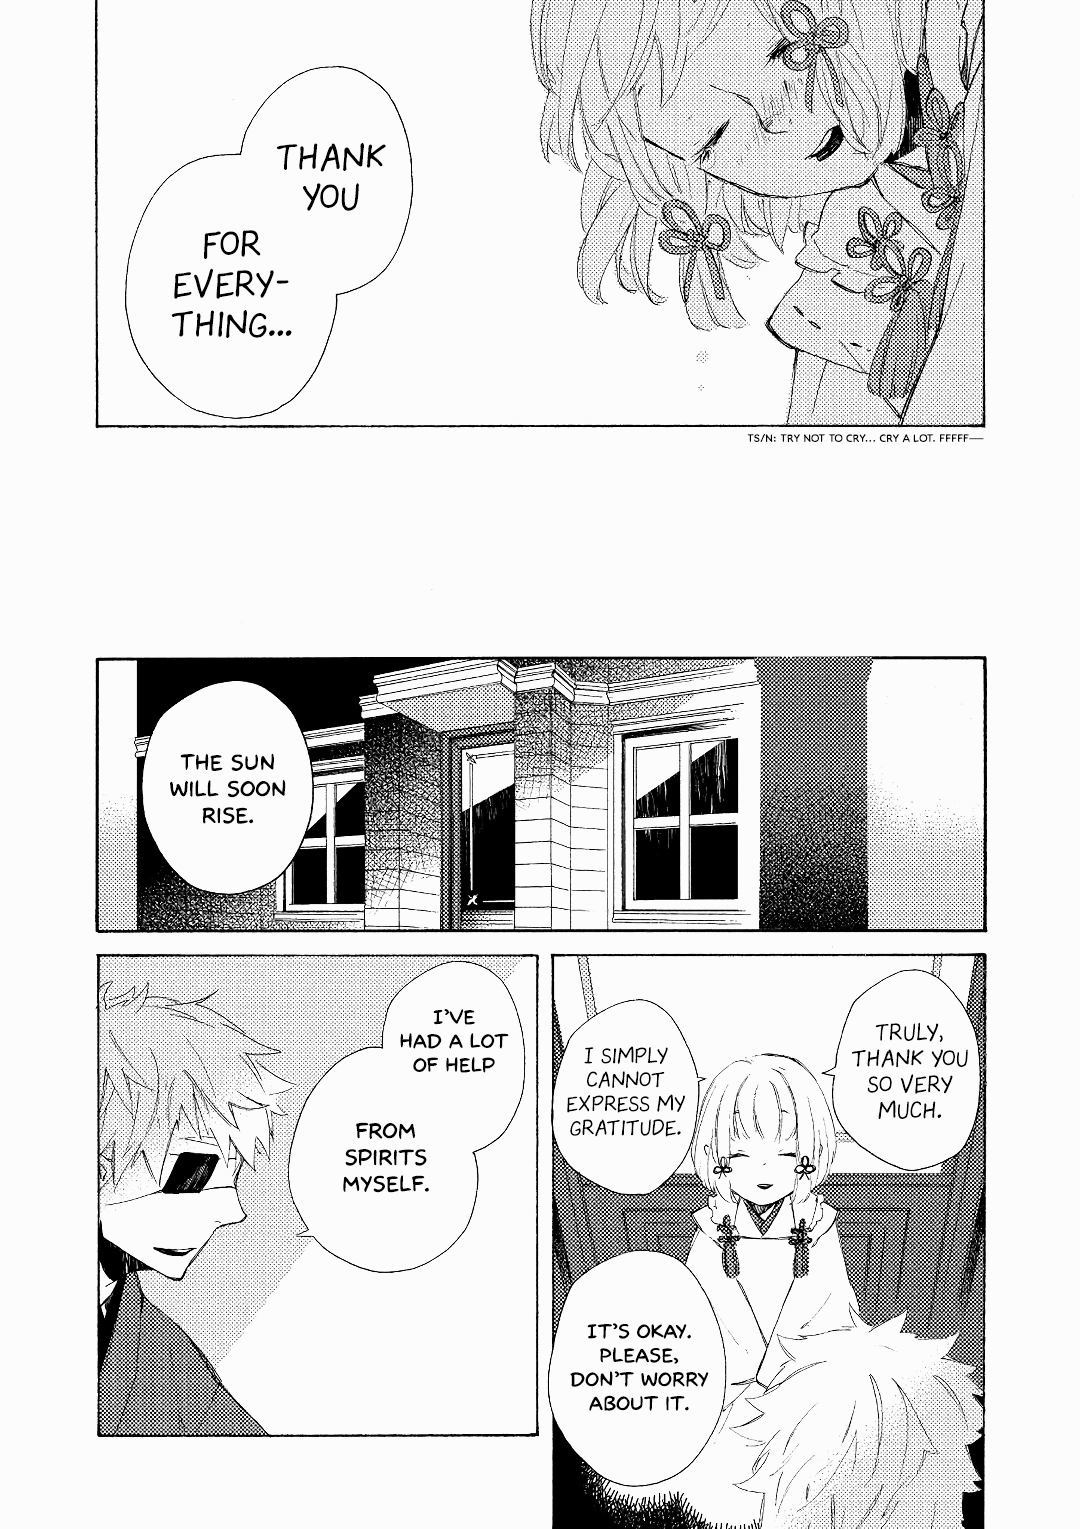 THANK
YOU
FOR
EVERY-
THING...
TS/N: TRY NOT TO CRY... CRY A LOT. FFFFF—
THE SUN
WILL SOON
RISE.
TRULY,
THANK YOU
SO VERY
MUCH.
I SIMPLY
CANNOT
EXPRESS MY
GRATITUDE.
IT'S OKAY.
PLEASE,
DON'T WORRY
ABOUT IT.
I'VE
HAD A LOT
OF HELP
FROM
SPIRITS
MYSELF.